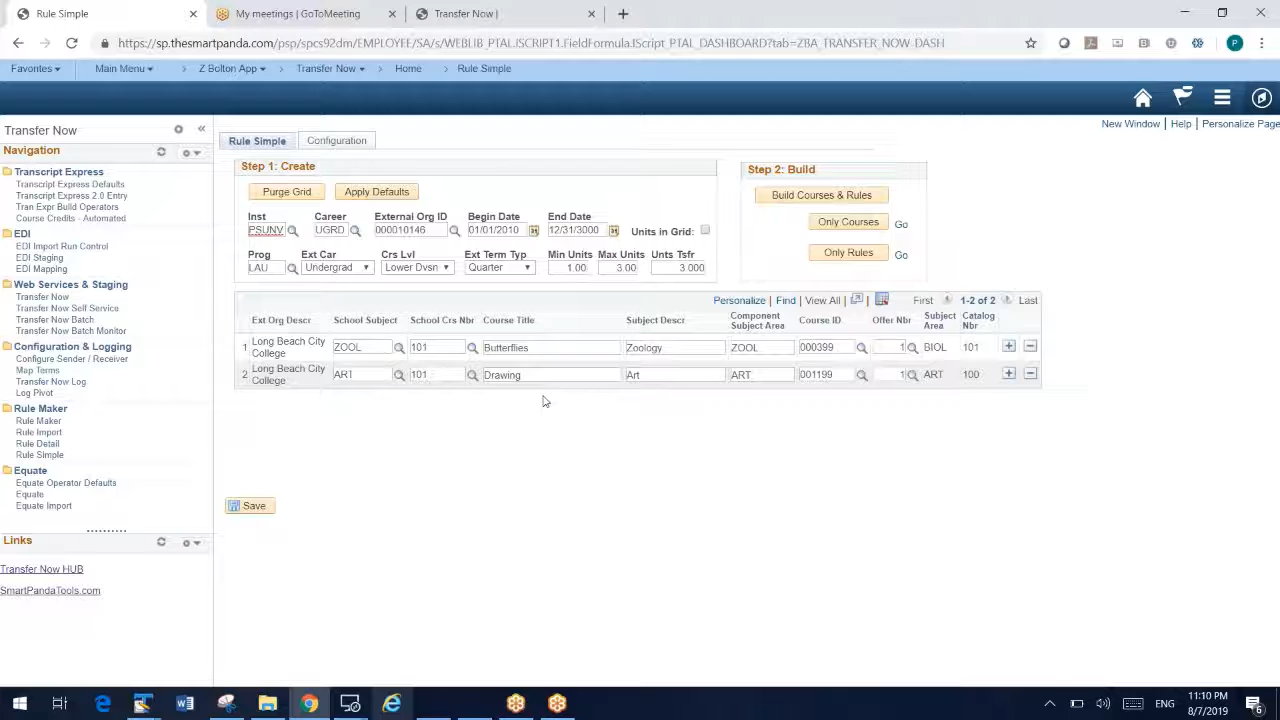 Rule Simple
My meetings | GoToMeeting
Transfer Now |
https://sp.thesmartpanda.com/psp/spcs92dm/EMPLOYEE/SA/s/WEBLIB_PTAL.ISCRIPT1.FieldFormula.IScript_PTAL_DASHBOARD?tab=ZBA_TRANSFER_NOW_DASH
P
Favorites Main Menu > Z Bolton App > Transfer Now > Home > Rule Simple
New Window | Help | Personalize Page
Transfer Now «
Navigation
Transcript Express
Transcript Express Defaults
Transcript Express 2.0 Entry
Tran Expr Build Operators
Course Credits - Automated
EDI
EDI Import Run Control
EDI Staging
EDI Mapping
Web Services & Staging
Transfer Now
Transfer Now Self Service
Transfer Now Batch
Transfer Now Batch Monitor
Configuration & Logging
Configure Sender / Receiver
Map Terms
Transfer Now Log
Log Pivot
Rule Maker
Rule Maker
Rule Import
Rule Detail
Rule Simple
Equate
Equate Operator Defaults
Equate
Equate Import
Links
Transfer Now HUB
SmartPandaTools.com
Rule Simple Configuration
Step 1: Create
Purge Grid Apply Defaults
Inst Career External Org ID Begin Date End Date
PSUNV UGRD 000010146 01/01/2010 12/31/3000 Units in Grid:
Prog Ext Car Crs Lvl Ext Term Typ Min Units Max Units Unts Tsfr
LAU Undergrad Lower Dvsn Quarter 1.00 3.00 3.000
Step 2: Build
Build Courses & Rules
Only Courses Go
Only Rules Go
Personalize | Find | View All | | First 1-2 of 2 Last
Ext Org Descr School Subject School Crs Nbr Course Title Subject Descr Component Subject Area Course ID Offer Nbr Subject Area Catalog Nbr
1 Long Beach City College ZOOL 101 Butterflies Zoology ZOOL 000399 1 BIOL 101
2 Long Beach City College ART 101 Drawing Art ART 001199 1 ART 100
Save
ENG
11:10 PM
8/7/2019
6